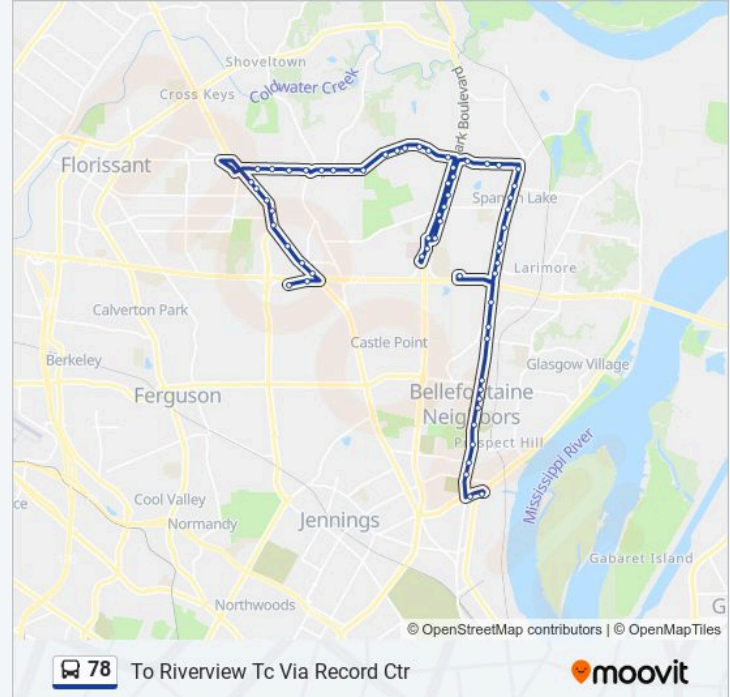 Shoveltown
Coldwater Creek
Cross Keys
ark Boulevard
Florissant
Spanish Lake
Larimore
Calverton Park
Castle Point
Berkeley
Glasgow Village
Ferguson
Bellefontaine
Neighbors
Prospect Hill
Mississippi River
ce
Cool Valley
Normandy
Jennings
Gabaret Island
Northwoods
G
© OpenStreetMap contributors | © OpenMapTiles
78 To Riverview Tc Via Record Ctr
moovit